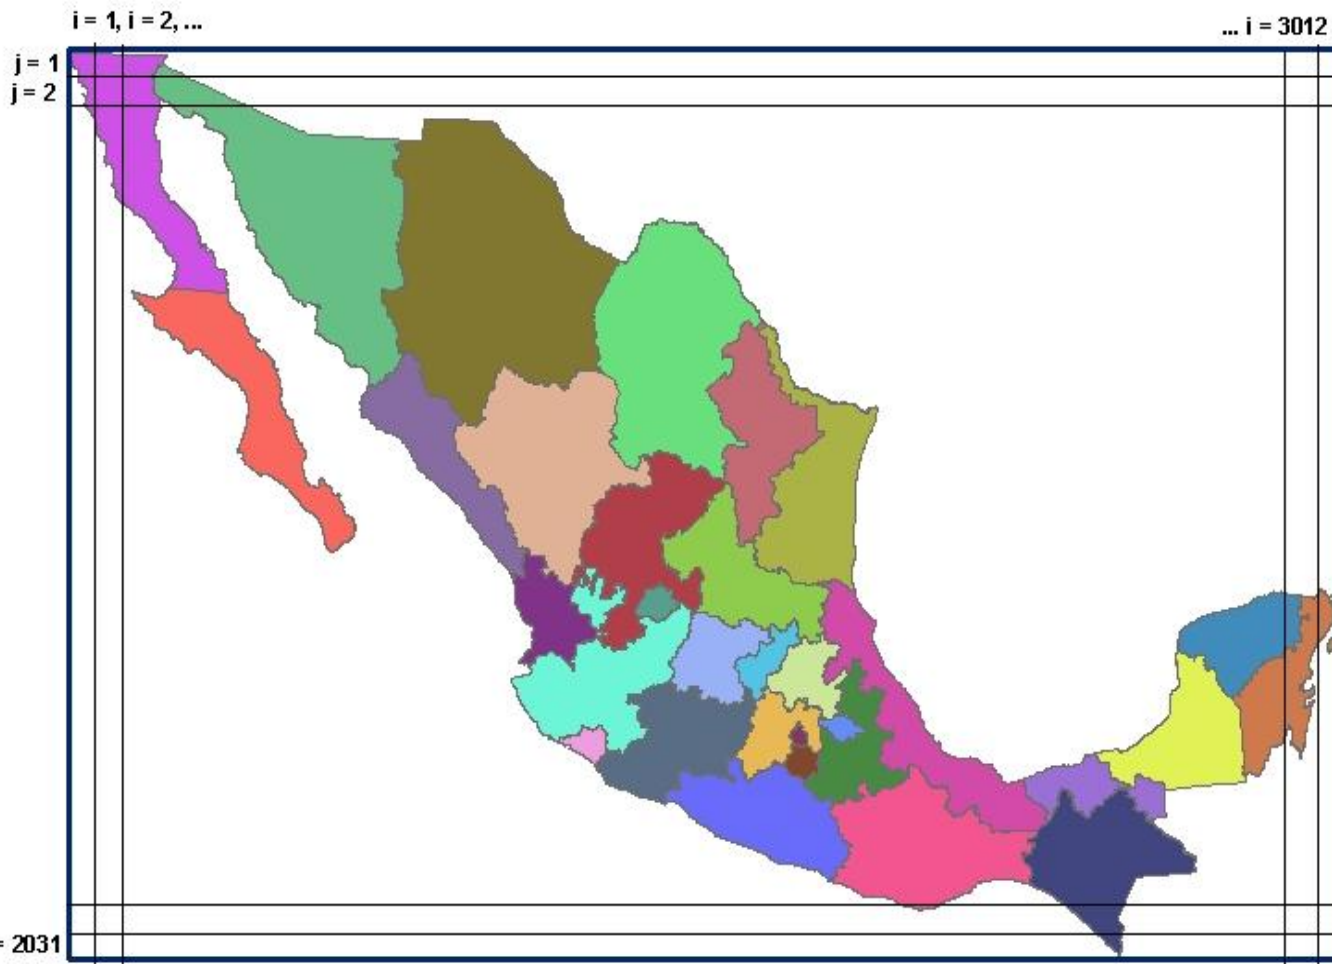 i = 1, i = 2, ...
... i = 3012
j = 1
j = 2
= 2031